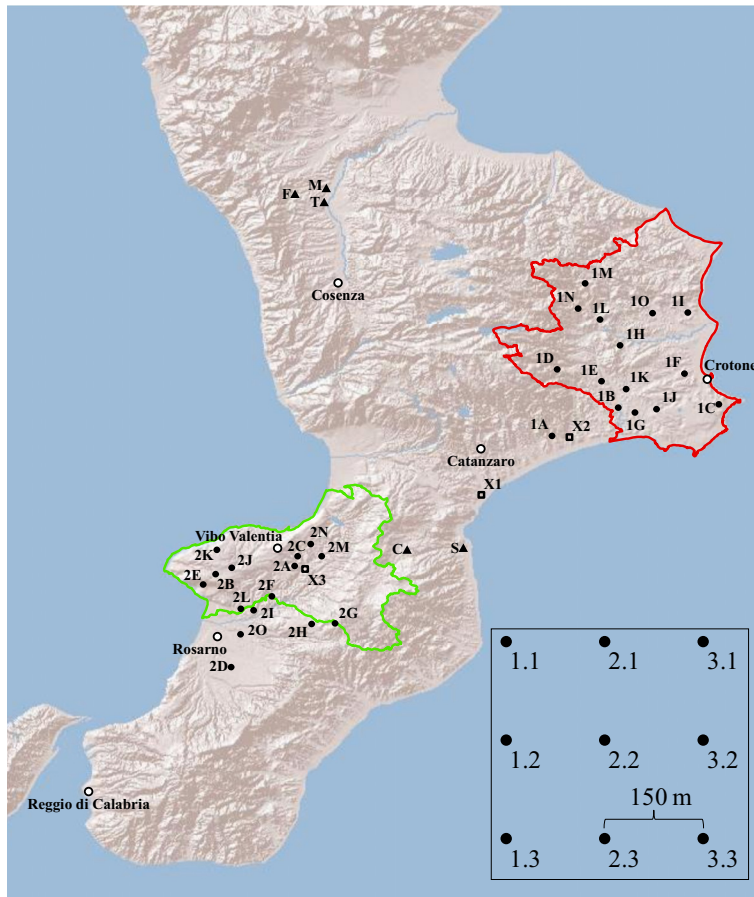 M
F
T
Cosenza
1M
1N
1L
1O
1I
1H
1D
1E
1F
Crotone
1K
1B
1J
1C
1G
1A
X2
Catanzaro
X1
Vibo Valentia
2N
2K
2C
2M
2J
2A
X3
C
S
2E
2B
2F
2L
2I
2G
2H
2O
Rosarno
2D
1.1
2.1
3.1
1.2
2.2
3.2
150 m
1.3
2.3
3.3
Reggio di Calabria